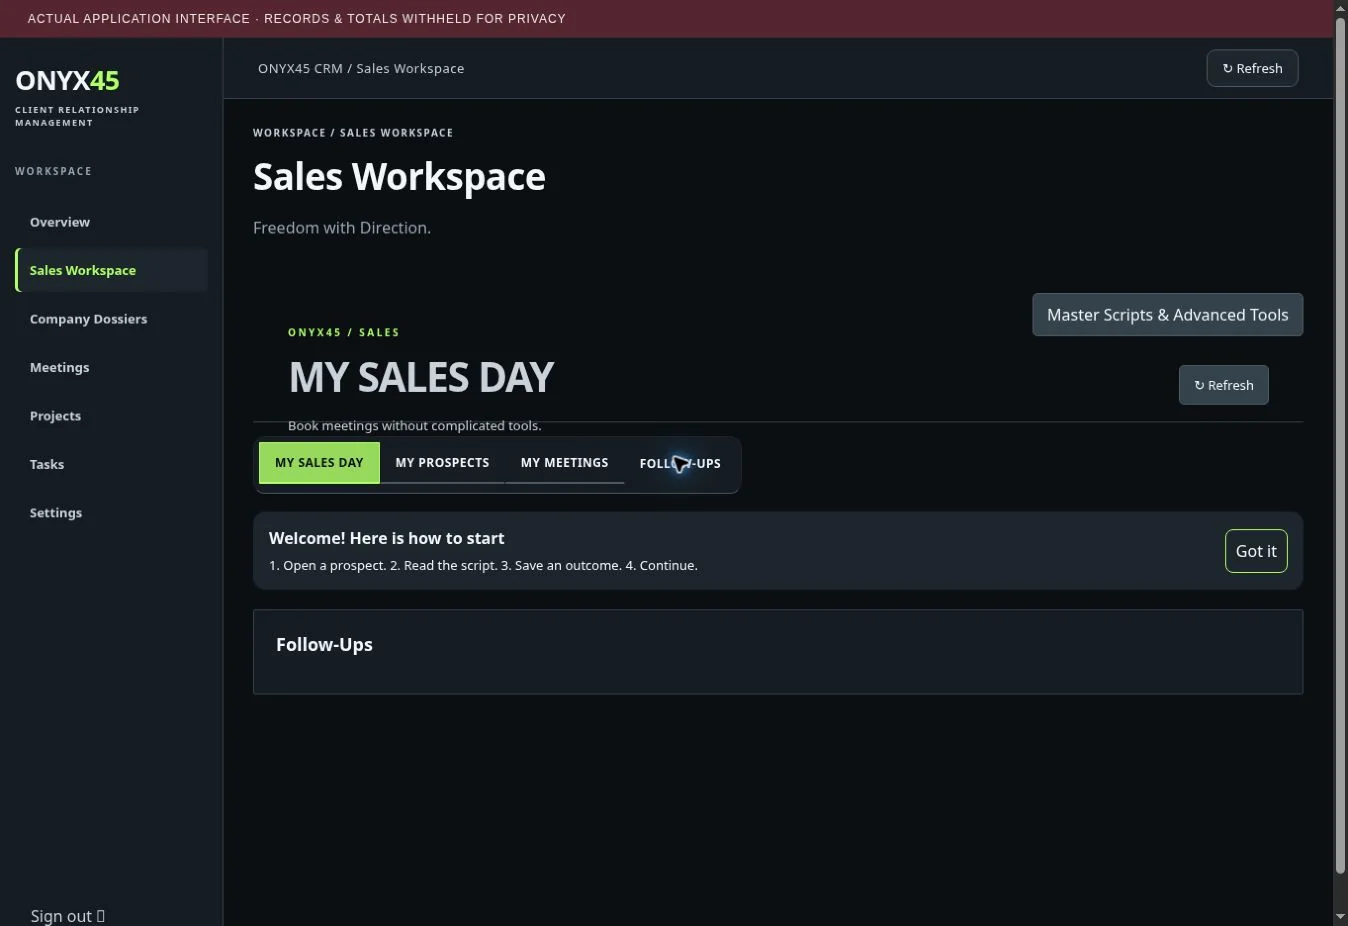 ACTUAL APPLICATION INTERFACE · RECORDS & TOTALS WITHHELD FOR PRIVACY
ONYX45
CLIENT RELATIONSHIP
MANAGEMENT
WORKSPACE
Overview
Sales Workspace
Company Dossiers
Meetings
Projects
Tasks
Settings
Sign out
ONYX45 CRM / Sales Workspace
↻ Refresh
WORKSPACE / SALES WORKSPACE
Sales Workspace
Freedom with Direction.
Master Scripts & Advanced Tools
ONYX45 / SALES
MY SALES DAY
↻ Refresh
Book meetings without complicated tools.
MY SALES DAY
MY PROSPECTS
MY MEETINGS
FOLLOW-UPS
Welcome! Here is how to start
1. Open a prospect. 2. Read the script. 3. Save an outcome. 4. Continue.
Got it
Follow-Ups